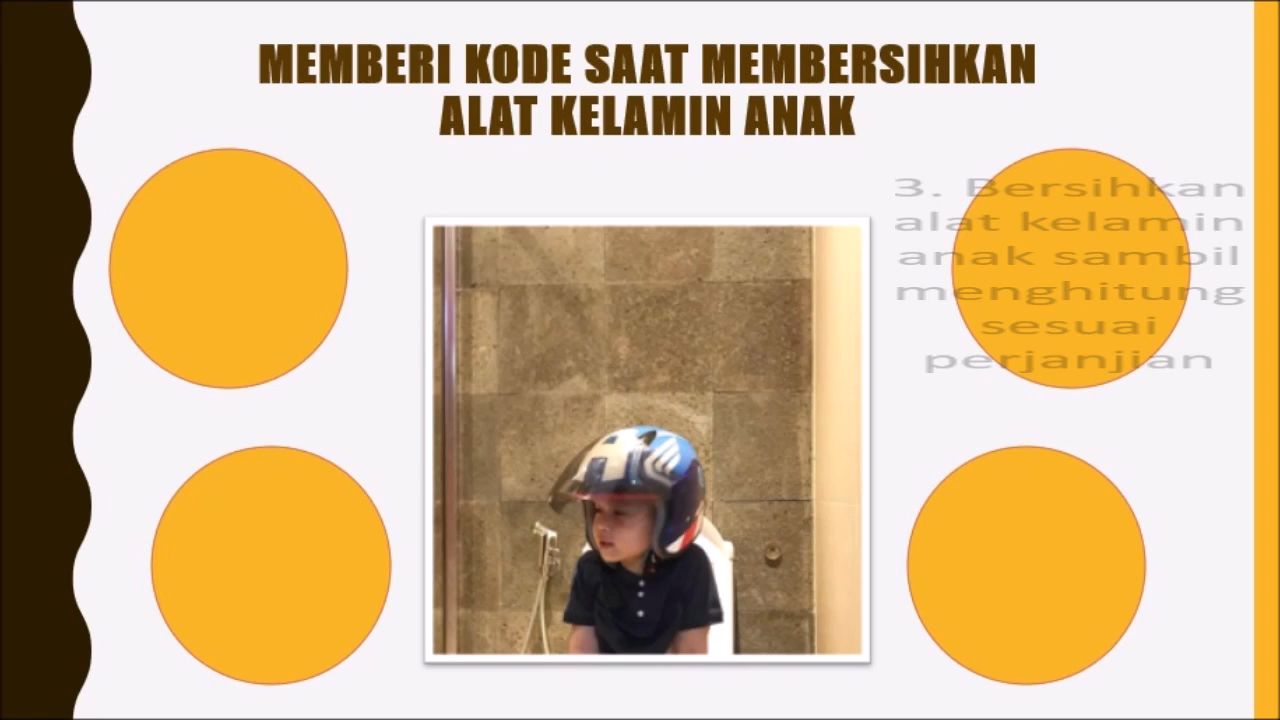 MEMBERI KODE SAAT MEMBERSIHKAN
ALAT KELAMIN ANAK
3. Bersihkan
alat kelamin
anak sambil
menghitung
sesuai
perjanjian